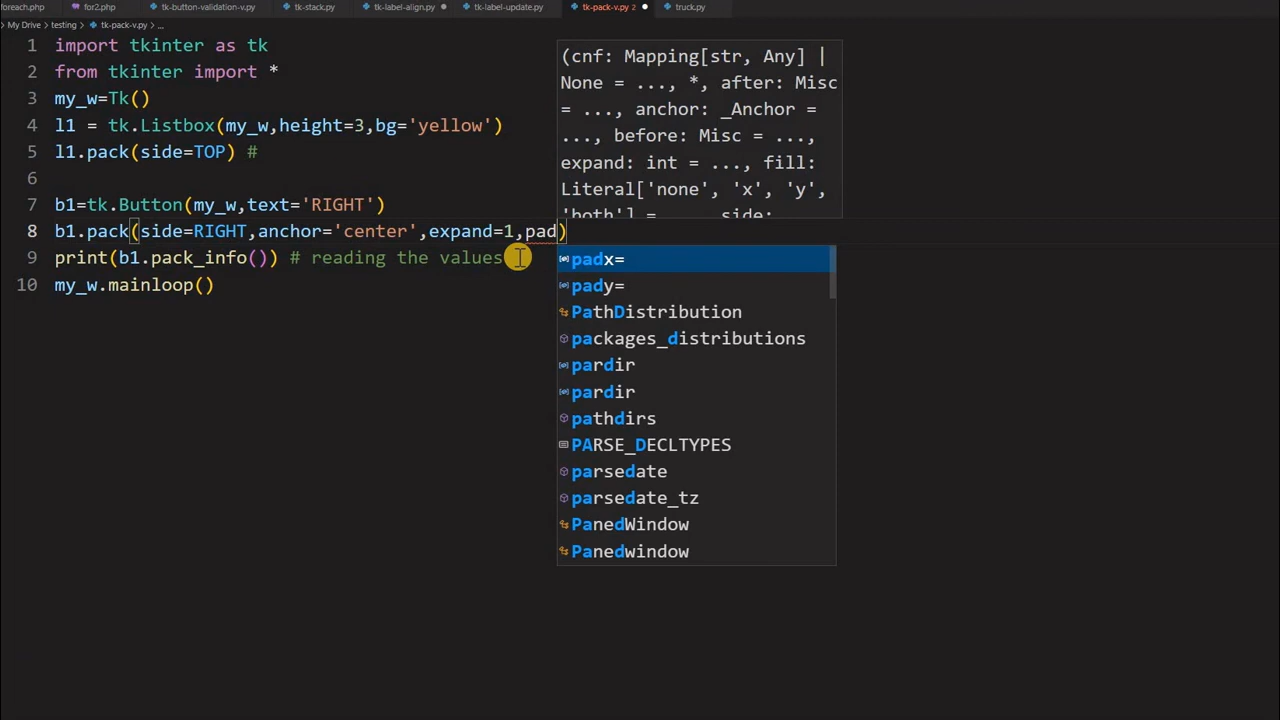 foreach.php for2.php tk-button-validation-v.py tk-stack.py tk-label-align.py tk-label-update.py tk-pack-v.py 2 truck.py
My Drive > testing > tk-pack-v.py > ...
1 import tkinter as tk
2 from tkinter import *
3 my_w=Tk()
4 l1 = tk.Listbox(my_w,height=3,bg='yellow')
5 l1.pack(side=TOP) #
6
7 b1=tk.Button(my_w,text='RIGHT')
8 b1.pack(side=RIGHT,anchor='center',expand=1,pad)
9 print(b1.pack_info()) # reading the values
10 my_w.mainloop()
(cnf: Mapping[str, Any] |
None = ..., *, after: Misc
= ..., anchor: _Anchor =
..., before: Misc = ...,
expand: int = ..., fill:
Literal['none', 'x', 'y',
'both'] = ..., side:
padx=
pady=
PathDistribution
packages_distributions
pardir
pardir
pathdirs
PARSE_DECLTYPES
parsedate
parsedate_tz
PanedWindow
Panedwindow